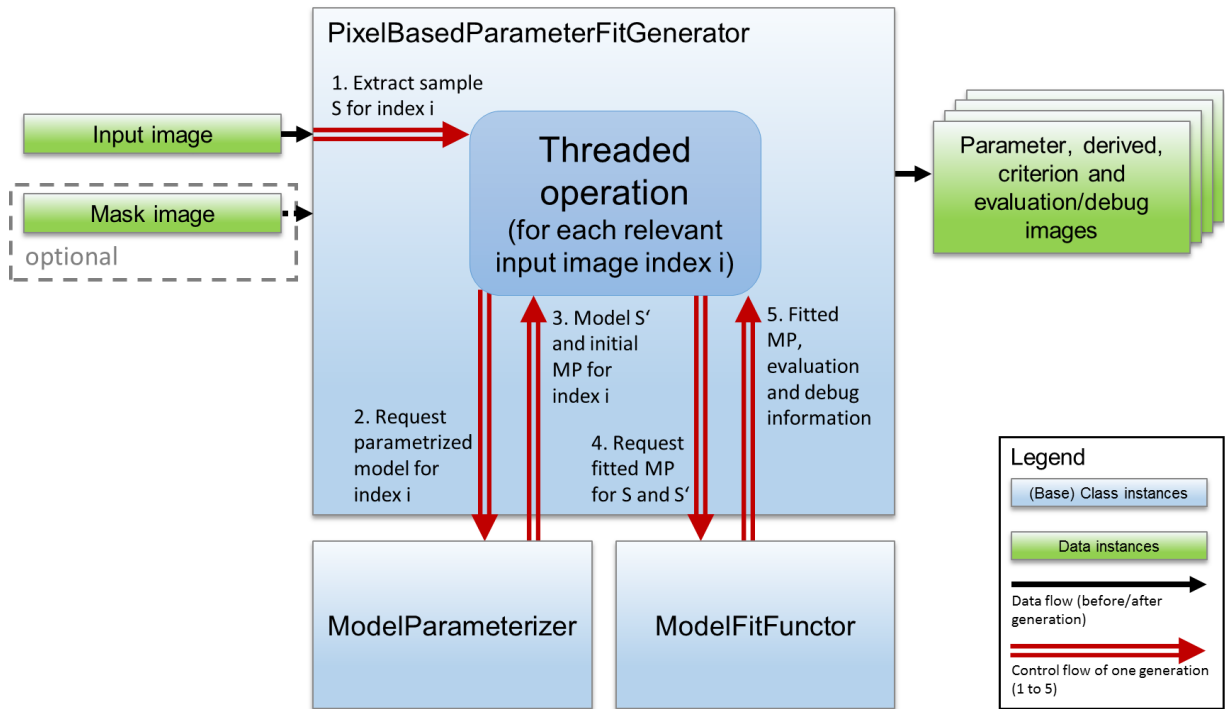 PixelBasedParameterFitGenerator
1. Extract sample
S for index i
Input image
Mask image
optional
Threaded
operation
(for each relevant
input image index i)
Parameter, derived,
criterion and
evaluation/debug
images
2. Request
parametrized
model for
index i
3. Model S‘
and initial
MP for
index i
4. Request
fitted MP
for S and S‘
5. Fitted
MP,
evaluation
and debug
information
ModelParameterizer
ModelFitFunctor
Legend
(Base) Class instances
Data instances
Data flow (before/after
generation)
Control flow of one generation
(1 to 5)